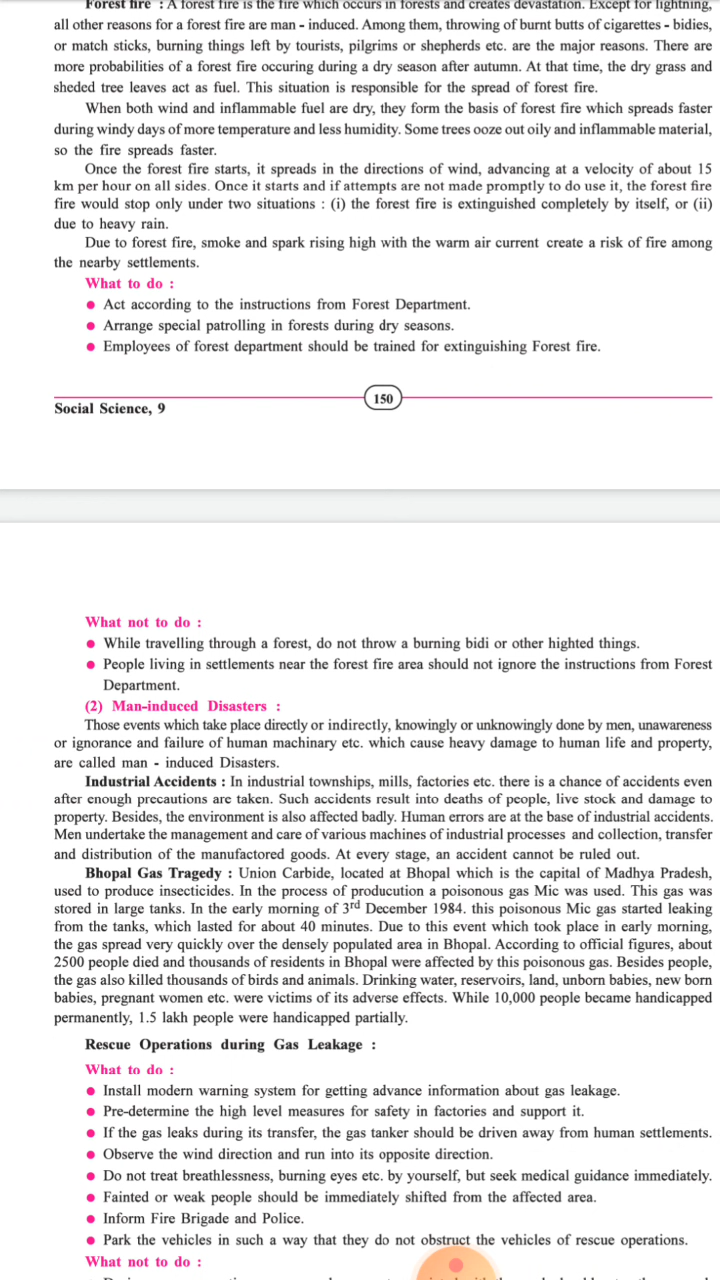 Forest fire : A forest fire is the fire which occurs in forests and creates devastation. Except for lightning,
all other reasons for a forest fire are man - induced. Among them, throwing of burnt butts of cigarettes - bidies,
or match sticks, burning things left by tourists, pilgrims or shepherds etc. are the major reasons. There are
more probabilities of a forest fire occuring during a dry season after autumn. At that time, the dry grass and
sheded tree leaves act as fuel. This situation is responsible for the spread of forest fire.
When both wind and inflammable fuel are dry, they form the basis of forest fire which spreads faster
during windy days of more temperature and less humidity. Some trees ooze out oily and inflammable material,
so the fire spreads faster.
Once the forest fire starts, it spreads in the directions of wind, advancing at a velocity of about 15
km per hour on all sides. Once it starts and if attempts are not made promptly to do use it, the forest fire
fire would stop only under two situations : (i) the forest fire is extinguished completely by itself, or (ii)
due to heavy rain.
Due to forest fire, smoke and spark rising high with the warm air current create a risk of fire among
the nearby settlements.
What to do :
● Act according to the instructions from Forest Department.
● Arrange special patrolling in forests during dry seasons.
● Employees of forest department should be trained for extinguishing Forest fire.
150
Social Science, 9
What not to do :
● While travelling through a forest, do not throw a burning bidi or other highted things.
● People living in settlements near the forest fire area should not ignore the instructions from Forest
Department.
(2) Man-induced Disasters :
Those events which take place directly or indirectly, knowingly or unknowingly done by men, unawareness
or ignorance and failure of human machinary etc. which cause heavy damage to human life and property,
are called man - induced Disasters.
Industrial Accidents : In industrial townships, mills, factories etc. there is a chance of accidents even
after enough precautions are taken. Such accidents result into deaths of people, live stock and damage to
property. Besides, the environment is also affected badly. Human errors are at the base of industrial accidents.
Men undertake the management and care of various machines of industrial processes and collection, transfer
and distribution of the manufactored goods. At every stage, an accident cannot be ruled out.
Bhopal Gas Tragedy : Union Carbide, located at Bhopal which is the capital of Madhya Pradesh,
used to produce insecticides. In the process of producution a poisonous gas Mic was used. This gas was
stored in large tanks. In the early morning of 3rd December 1984. this poisonous Mic gas started leaking
from the tanks, which lasted for about 40 minutes. Due to this event which took place in early morning,
the gas spread very quickly over the densely populated area in Bhopal. According to official figures, about
2500 people died and thousands of residents in Bhopal were affected by this poisonous gas. Besides people,
the gas also killed thousands of birds and animals. Drinking water, reservoirs, land, unborn babies, new born
babies, pregnant women etc. were victims of its adverse effects. While 10,000 people became handicapped
permanently, 1.5 lakh people were handicapped partially.
Rescue Operations during Gas Leakage :
What to do :
● Install modern warning system for getting advance information about gas leakage.
● Pre-determine the high level measures for safety in factories and support it.
● If the gas leaks during its transfer, the gas tanker should be driven away from human settlements.
● Observe the wind direction and run into its opposite direction.
● Do not treat breathlessness, burning eyes etc. by yourself, but seek medical guidance immediately.
● Fainted or weak people should be immediately shifted from the affected area.
● Inform Fire Brigade and Police.
● Park the vehicles in such a way that they do not obstruct the vehicles of rescue operations.
What not to do :